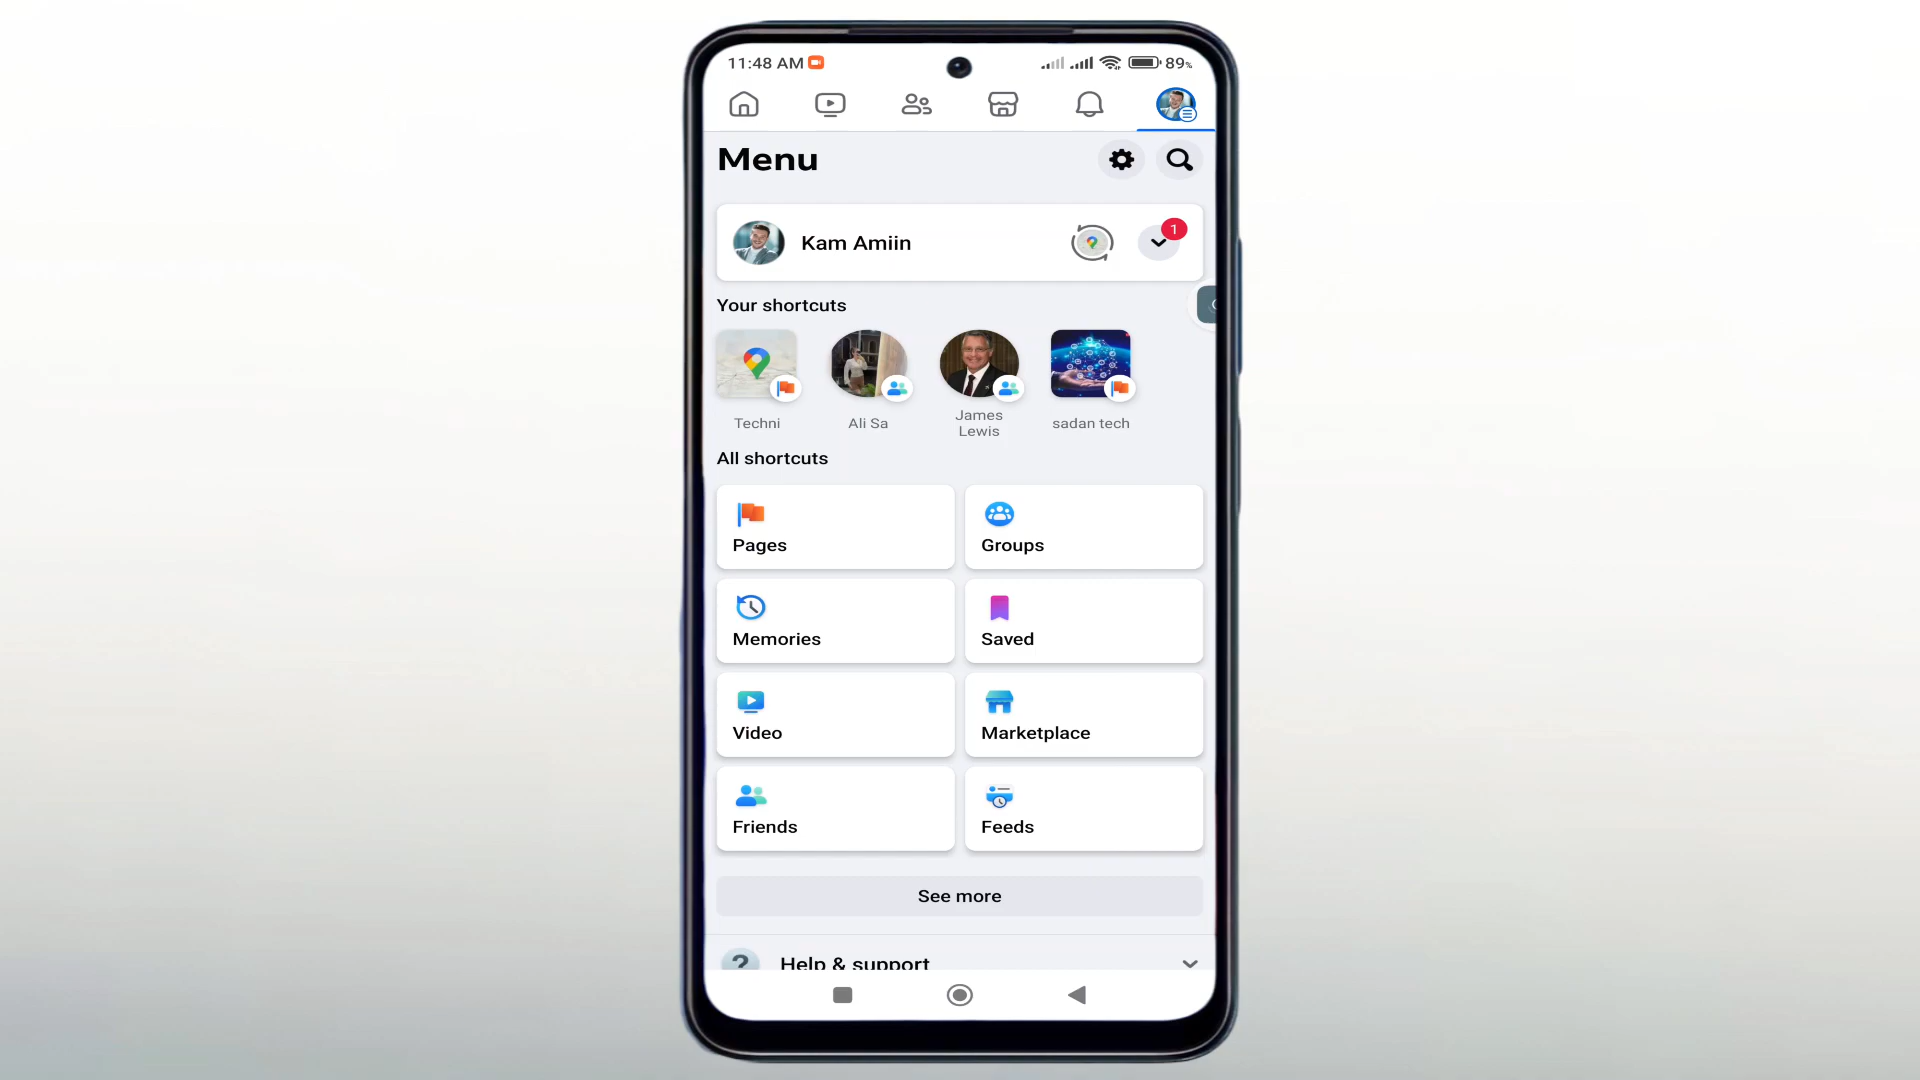 11:48 AM 89%
Menu
Kam Amiin
1
Your shortcuts
Techni
Ali Sa
James
Lewis
sadan tech
All shortcuts
Pages
Groups
Memories
Saved
Video
Marketplace
Friends
Feeds
See more
? Help & support